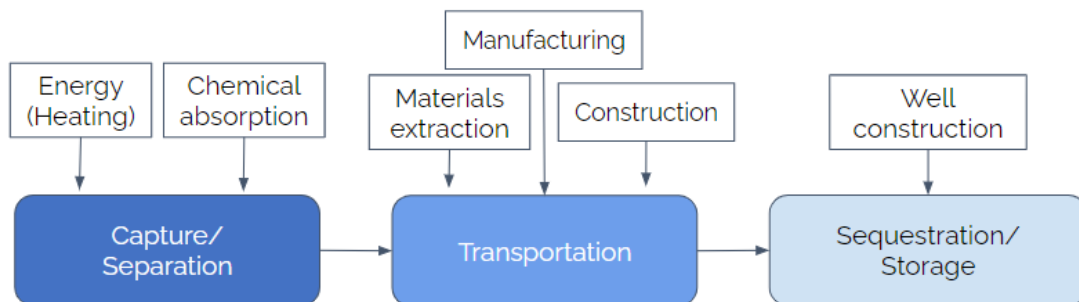 Manufacturing
Energy
(Heating)
Chemical
absorption
Materials
extraction
Construction
Well
construction
Capture/
Separation
Transportation
Sequestration/
Storage